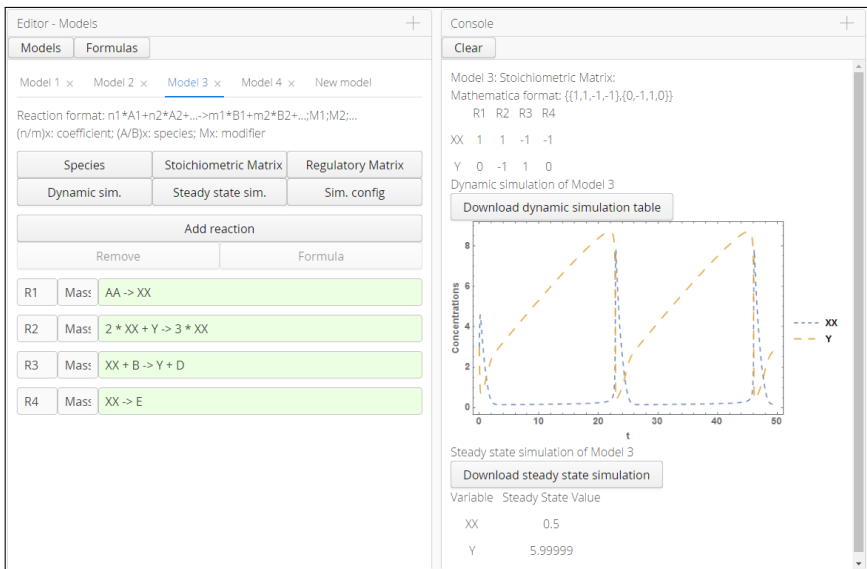 Editor - Models
Models Formulas
Model 1 × Model 2 × Model 3 × Model 4 × New model
Reaction format: n1*A1+n2*A2+...->m1*B1+m2*B2+...;M1;M2;...
(n/m)x: coefficient; (A/B)x: species; Mx: modifier
Species Stoichiometric Matrix Regulatory Matrix
Dynamic sim. Steady state sim. Sim. config
Add reaction
Remove Formula
R1 Mass AA -> XX
R2 Mass 2 * XX + Y -> 3 * XX
R3 Mass XX + B -> Y + D
R4 Mass XX -> E
Console
Clear
Model 3: Stoichiometric Matrix:
Mathematica format: {{1,1,-1,-1},{0,-1,1,0}}
R1 R2 R3 R4
XX 1 1 -1 -1
Y 0 -1 1 0
Dynamic simulation of Model 3
Download dynamic simulation table
Concentrations
8
6
4
2
0
0 10 20 30 40 50
t
XX
Y
Steady state simulation of Model 3
Download steady state simulation
Variable Steady State Value
XX 0.5
Y 5.99999